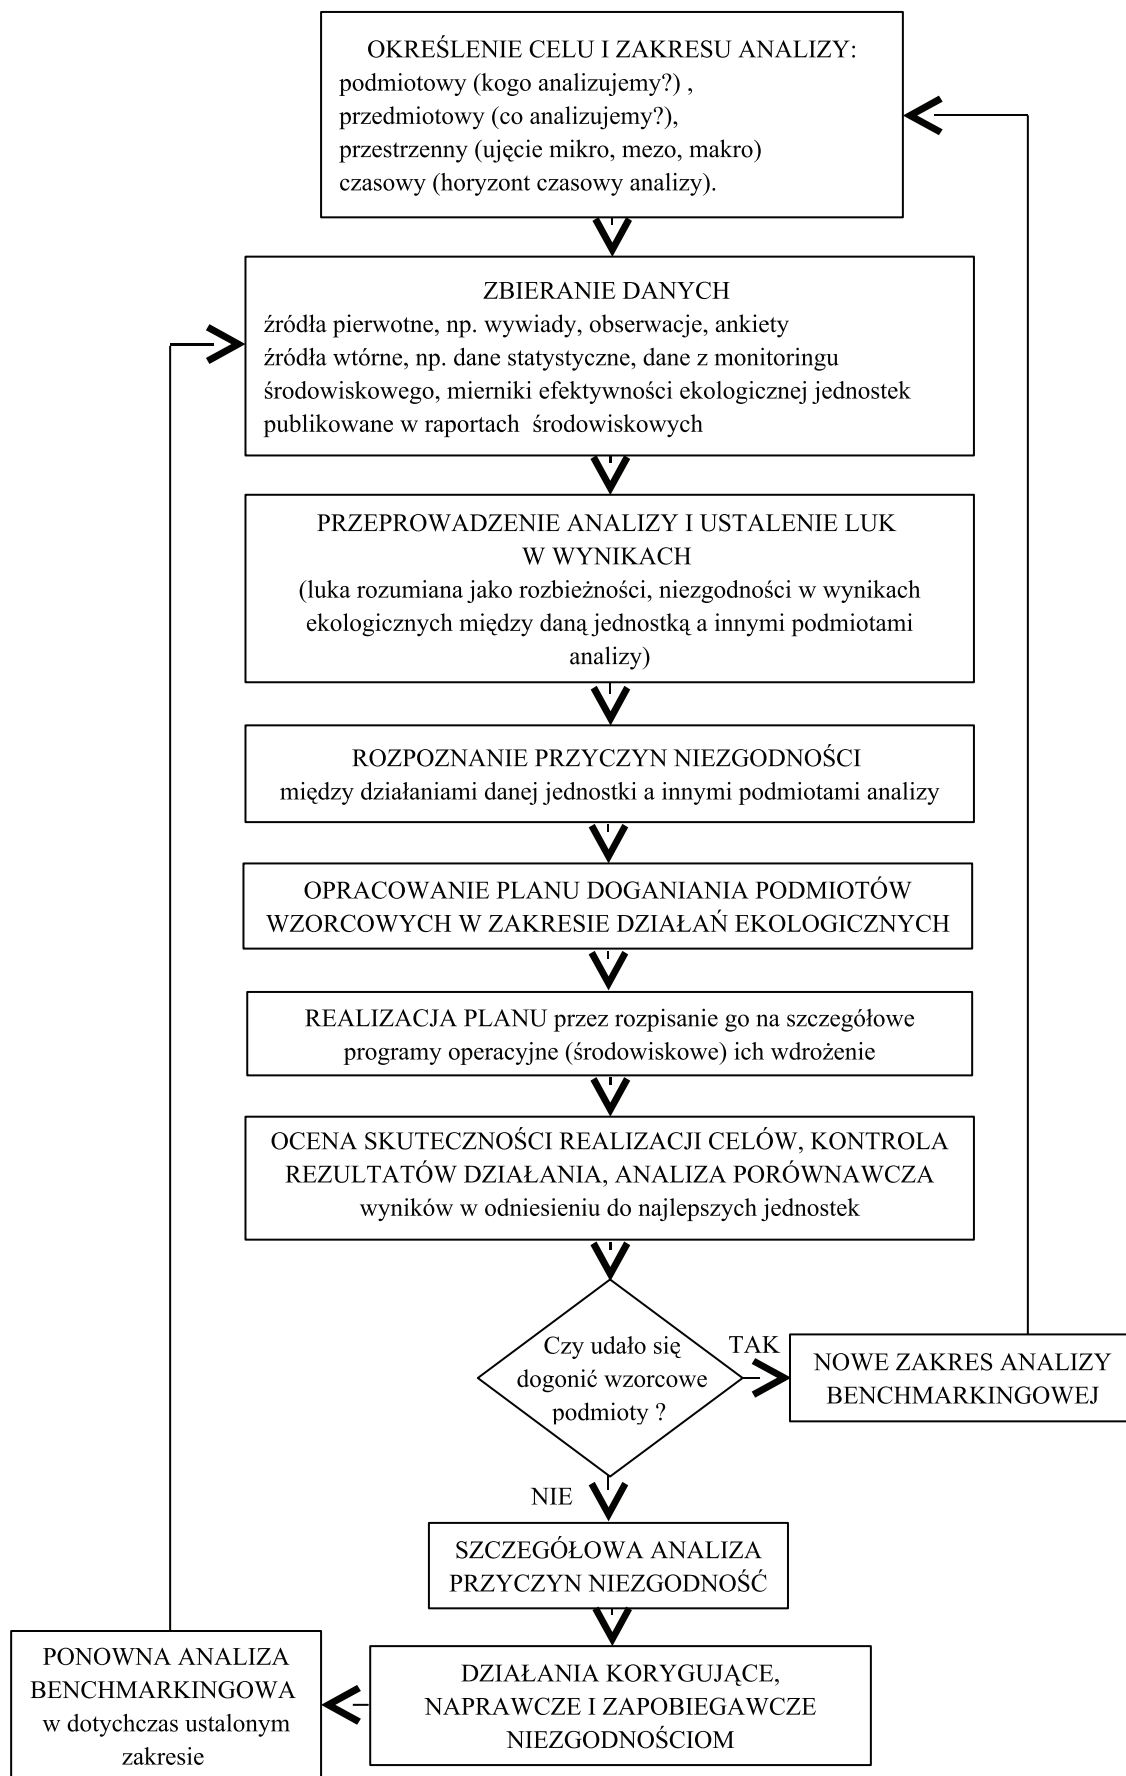 OKREŚLENIE CELU I ZAKRESU ANALIZY:
podmiotowy (kogo analizujemy?) ,
przedmiotowy (co analizujemy?),
przestrzenny (ujęcie mikro, mezo, makro)
czasowy (horyzont czasowy analizy).
ZBIERANIE DANYCH
źródła pierwotne, np. wywiady, obserwacje, ankiety
źródła wtórne, np. dane statystyczne, dane z monitoringu
środowiskowego, mierniki efektywności ekologicznej jednostek
publikowane w raportach środowiskowych
PRZEPROWADZENIE ANALIZY I USTALENIE LUK
W WYNIKACH
(luka rozumiana jako rozbieżności, niezgodności w wynikach
ekologicznych między daną jednostką a innymi podmiotami
analizy)
ROZPOZNANIE PRZYCZYN NIEZGODNOŚCI
między działaniami danej jednostki a innymi podmiotami analizy
OPRACOWANIE PLANU DOGANIANIA PODMIOTÓW
WZORCOWYCH W ZAKRESIE DZIAŁAŃ EKOLOGICZNYCH
REALIZACJA PLANU przez rozpisanie go na szczegółowe
programy operacyjne (środowiskowe) ich wdrożenie
OCENA SKUTECZNOŚCI REALIZACJI CELÓW, KONTROLA
REZULTATÓW DZIAŁANIA, ANALIZA PORÓWNAWCZA
wyników w odniesieniu do najlepszych jednostek
Czy udało się
dogonić wzorcowe
podmioty ?
TAK
NOWE ZAKRES ANALIZY
BENCHMARKINGOWEJ
NIE
SZCZEGÓŁOWA ANALIZA
PRZYCZYN NIEZGODNOŚĆ
DZIAŁANIA KORYGUJĄCE,
NAPRAWCZE I ZAPOBIEGAWCZE
NIEZGODNOŚCIOM
PONOWNA ANALIZA
BENCHMARKINGOWA
w dotychczas ustalonym
zakresie